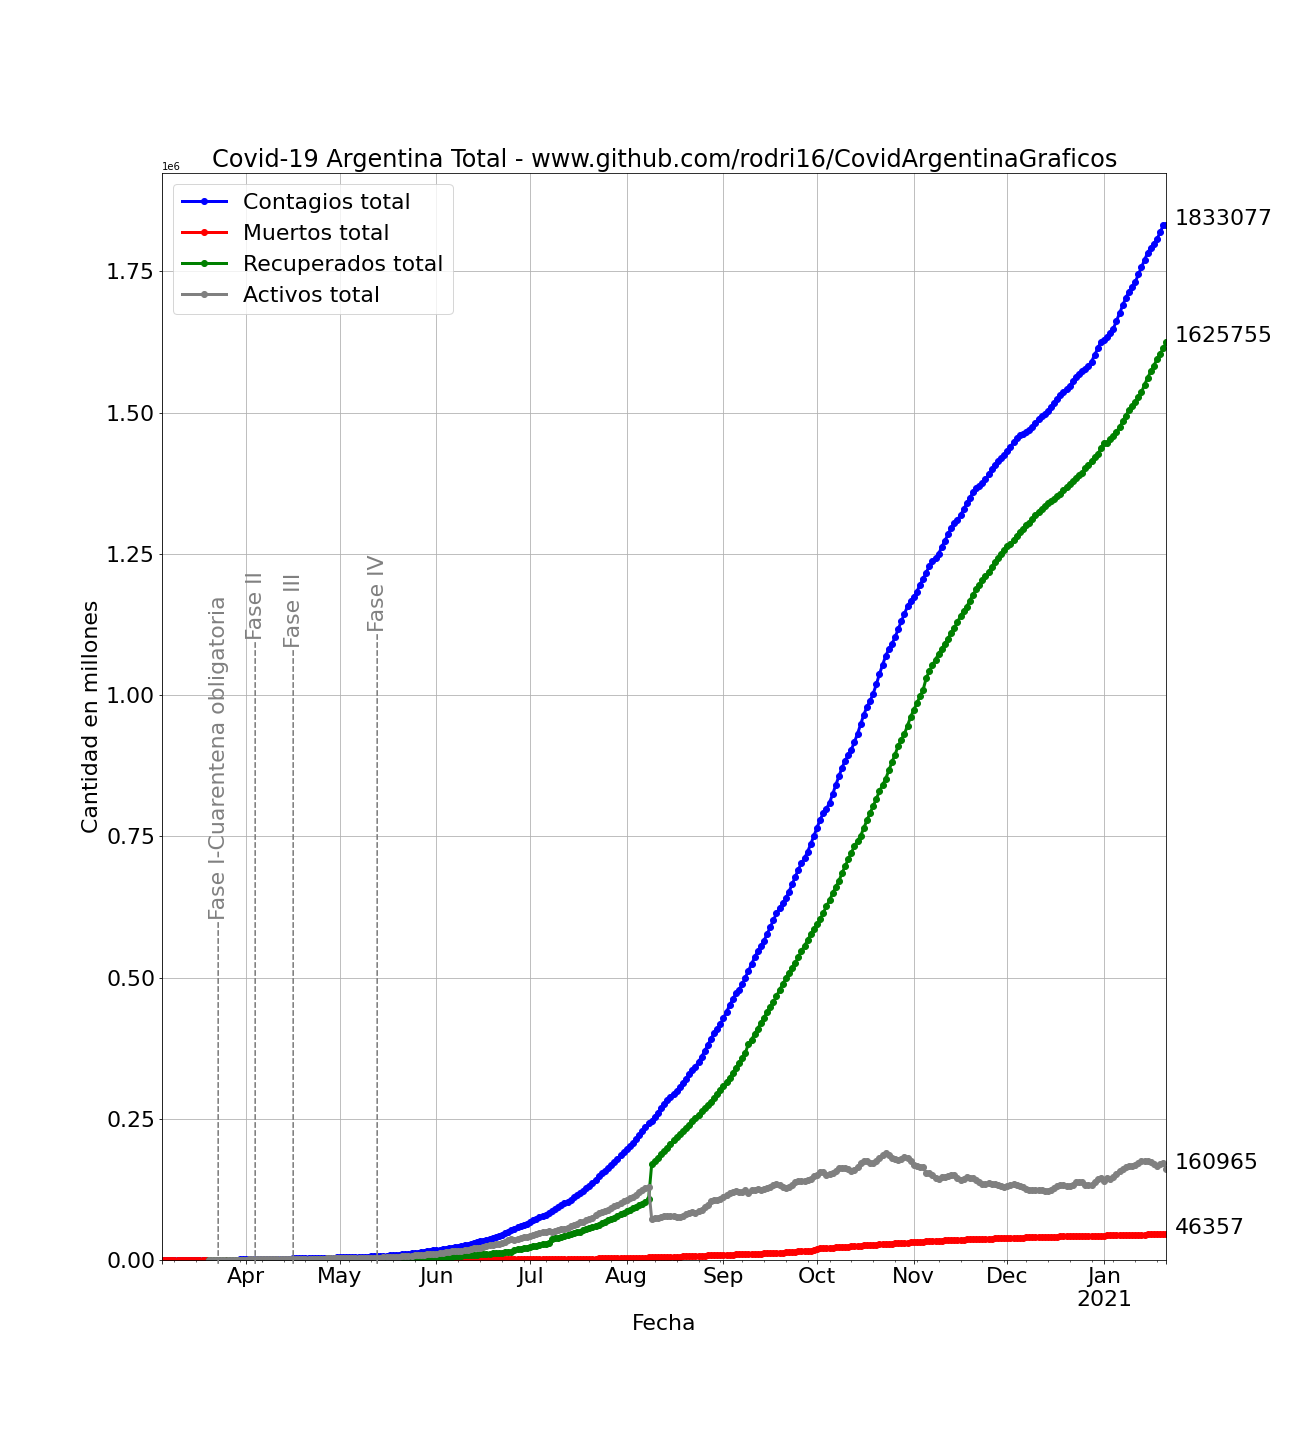 Covid-19 Argentina Total - www.github.com/rodri16/CovidArgentinaGraficos
1e6
Contagios total
Muertos total
Recuperados total
Activos total
1833077
1.75
1625755
1.50
1.25
Fase I-Cuarentena obligatoria
Fase II
Fase III
Fase IV
Cantidad en millones
1.00
0.75
0.50
0.25
160965
46357
0.00
Apr
May
Jun
Jul
Aug
Sep
Oct
Nov
Dec
Jan
2021
Fecha